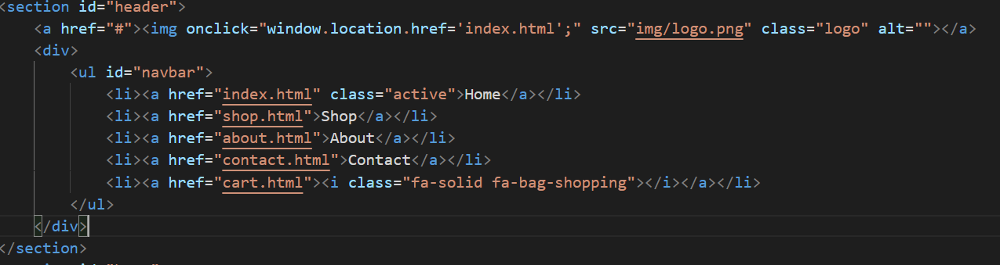 <section id="header">
    <a href="#"><img onclick="window.location.href='index.html';" src="img/logo.png" class="logo" alt=""></a>
    <div>
        <ul id="navbar">
            <li><a href="index.html" class="active">Home</a></li>
            <li><a href="shop.html">Shop</a></li>
            <li><a href="about.html">About</a></li>
            <li><a href="contact.html">Contact</a></li>
            <li><a href="cart.html"><i class="fa-solid fa-bag-shopping"></i></a></li>
        </ul>
    </div>
</section>